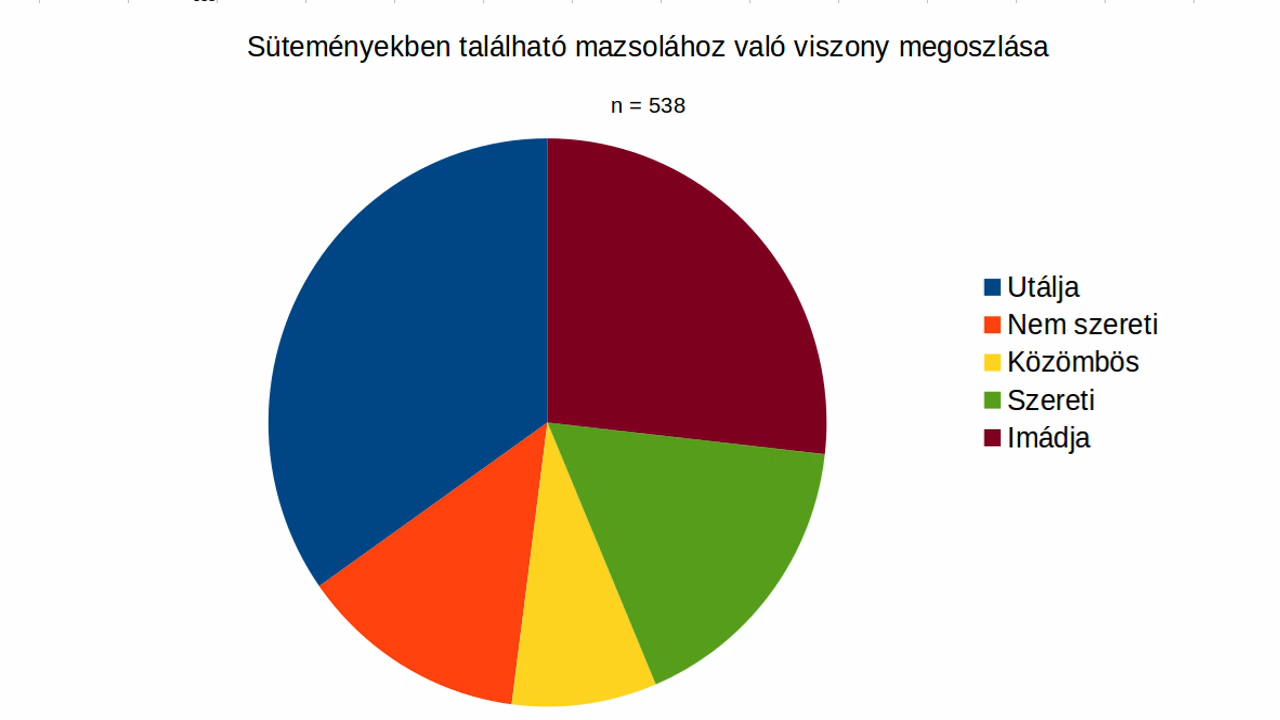 Süteményekben található mazsolához való viszony megoszlása
n = 538
Utálja
Nem szereti
Közömbös
Szereti
Imádja